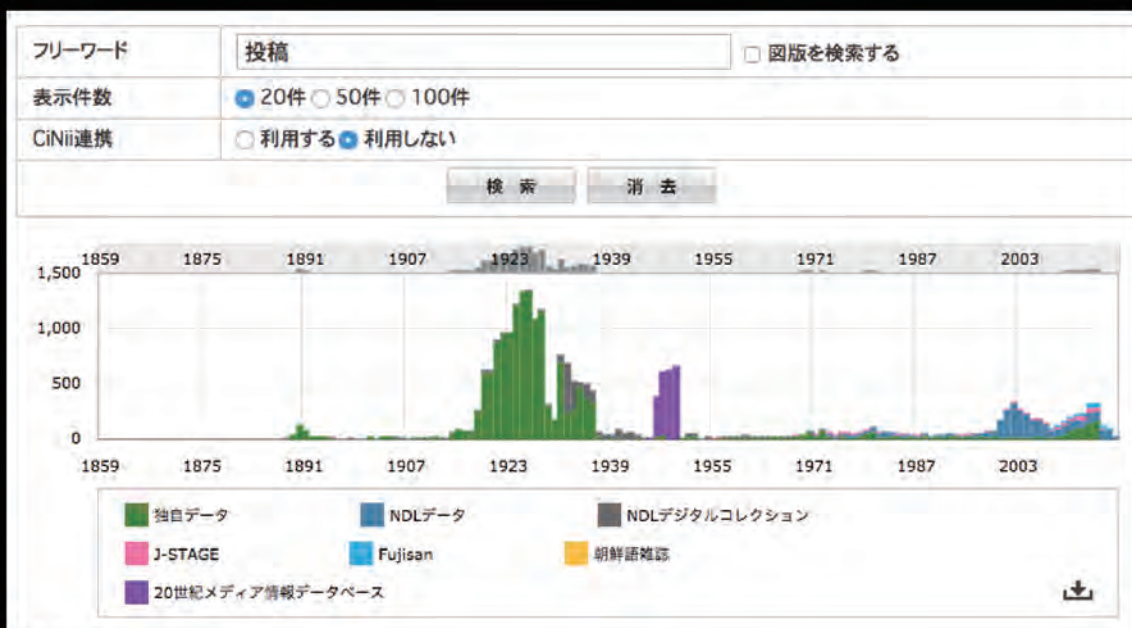 フリーワード 投稿 図版を検索する
表示件数 20件 50件 100件
CiNii連携 利用する 利用しない
検 索 消 去
1859 1875 1891 1907 1923 1939 1955 1971 1987 2003
1,500
1,000
500
0
1859 1875 1891 1907 1923 1939 1955 1971 1987 2003
独自データ NDLデータ NDLデジタルコレクション
J-STAGE Fujisan 朝鮮語雑誌
20世紀メディア情報データベース